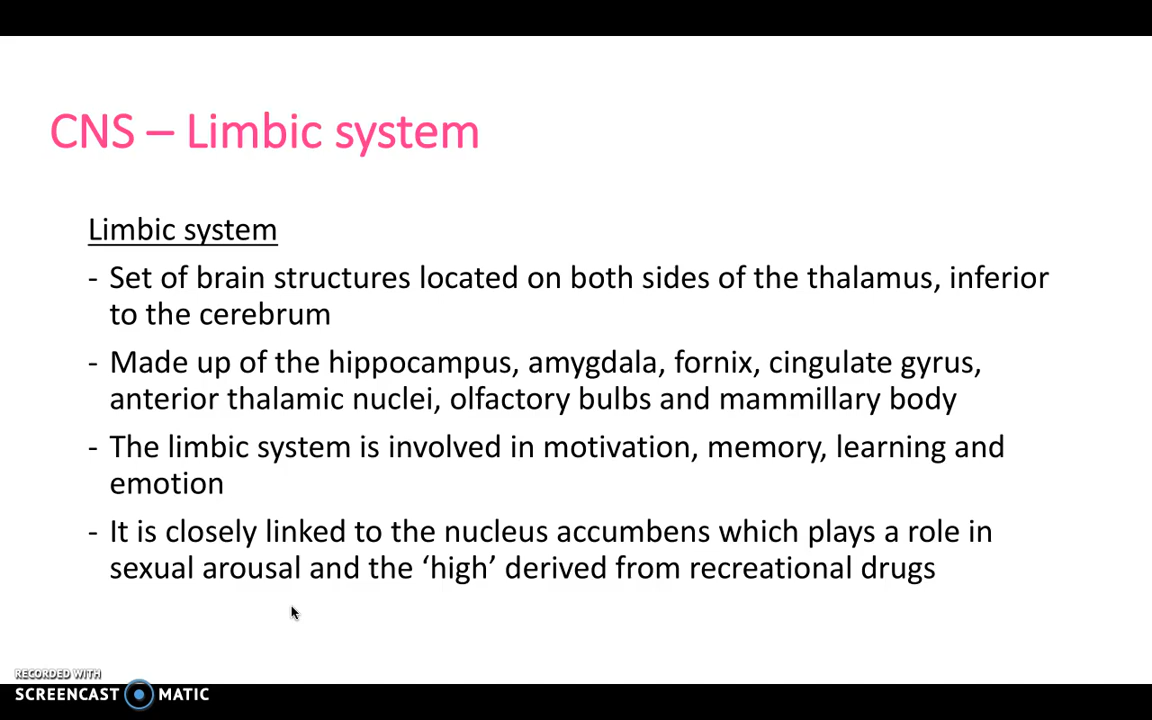 CNS – Limbic system
Limbic system
- Set of brain structures located on both sides of the thalamus, inferior
to the cerebrum
- Made up of the hippocampus, amygdala, fornix, cingulate gyrus,
anterior thalamic nuclei, olfactory bulbs and mammillary body
- The limbic system is involved in motivation, memory, learning and
emotion
- It is closely linked to the nucleus accumbens which plays a role in
sexual arousal and the ‘high’ derived from recreational drugs
RECORDED WITH
SCREENCAST MATIC